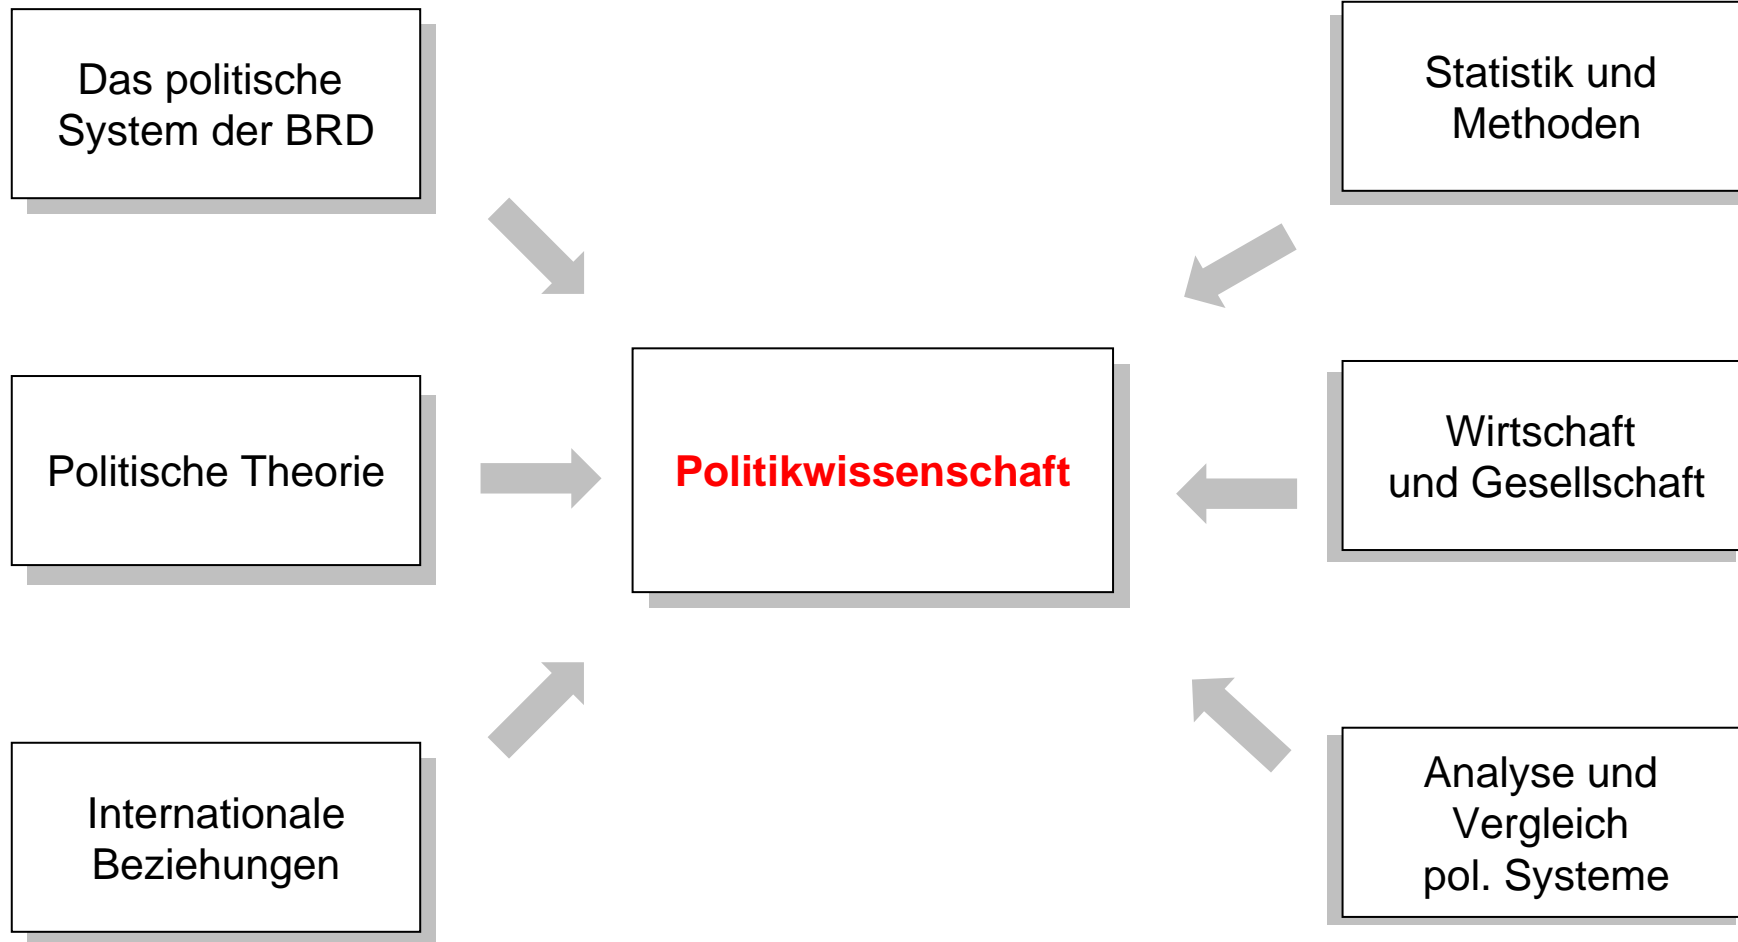 Das politische
System der BRD
Statistik und
Methoden
Politische Theorie
Politikwissenschaft
Wirtschaft
und Gesellschaft
Internationale
Beziehungen
Analyse und
Vergleich
pol. Systeme